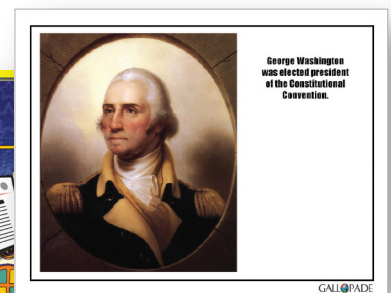 George Washington
was elected president
of the Constitutional
Convention.
GALLOPADE